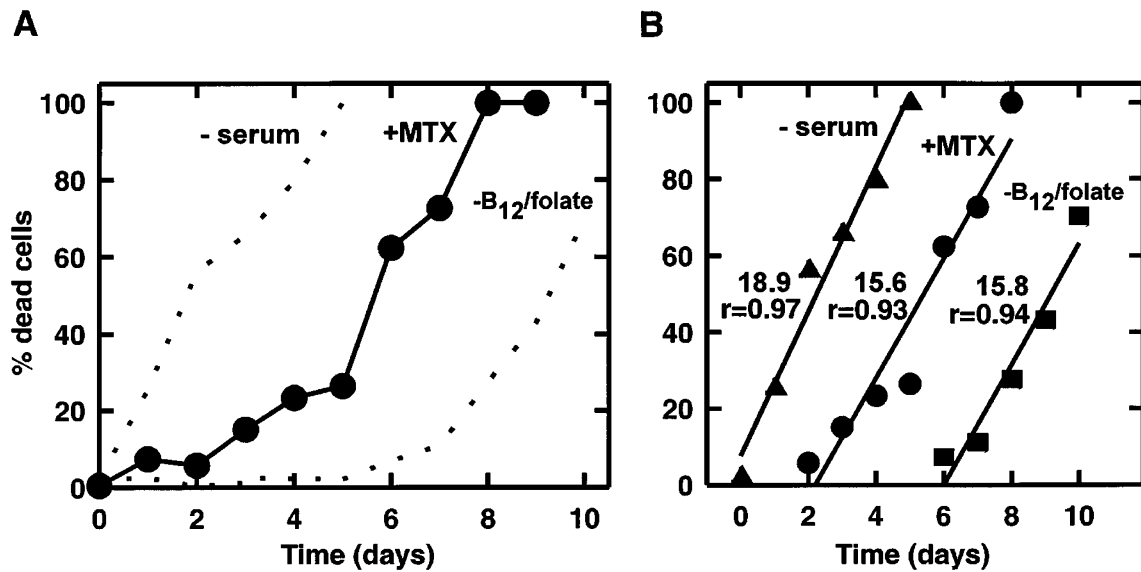 A
% dead cells
100
80
60
40
20
0
- serum
+MTX
-B12/folate
0
2
4
6
8
10
Time (days)
B
100
80
60
40
20
0
- serum
+MTX
-B12/folate
18.9
r=0.97
15.6
r=0.93
15.8
r=0.94
0
2
4
6
8
10
Time (days)